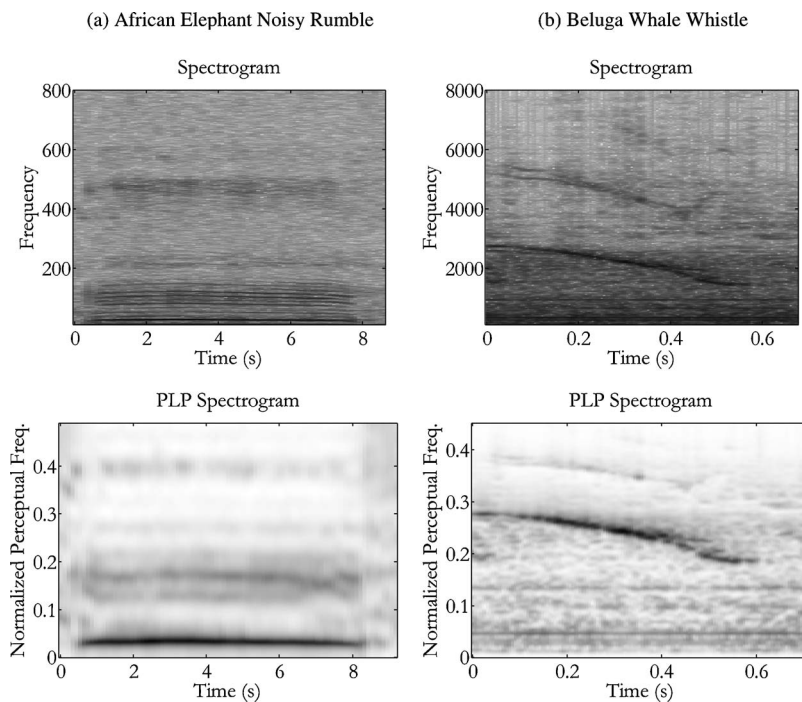 (a) African Elephant Noisy Rumble
(b) Beluga Whale Whistle
Spectrogram
Frequency
800
600
400
200
0
2
4
6
8
Time (s)
Spectrogram
Frequency
8000
6000
4000
2000
0
0.2
0.4
0.6
Time (s)
PLP Spectrogram
Normalized Perceptual Freq.
0.4
0.3
0.2
0.1
0
0
2
4
6
8
Time (s)
PLP Spectrogram
Normalized Perceptual Freq.
0.4
0.3
0.2
0.1
0
0
0.2
0.4
0.6
Time (s)